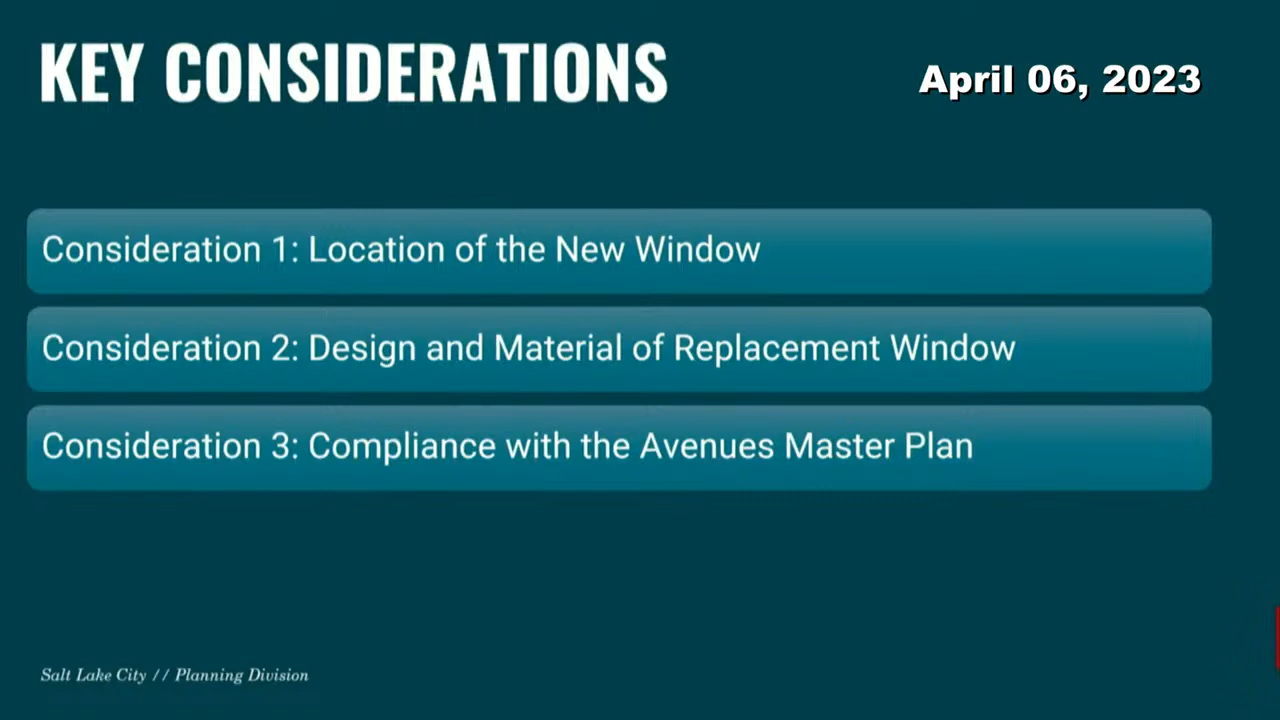 KEY CONSIDERATIONS
April 06, 2023
Consideration 1: Location of the New Window
Consideration 2: Design and Material of Replacement Window
Consideration 3: Compliance with the Avenues Master Plan
Salt Lake City // Planning Division